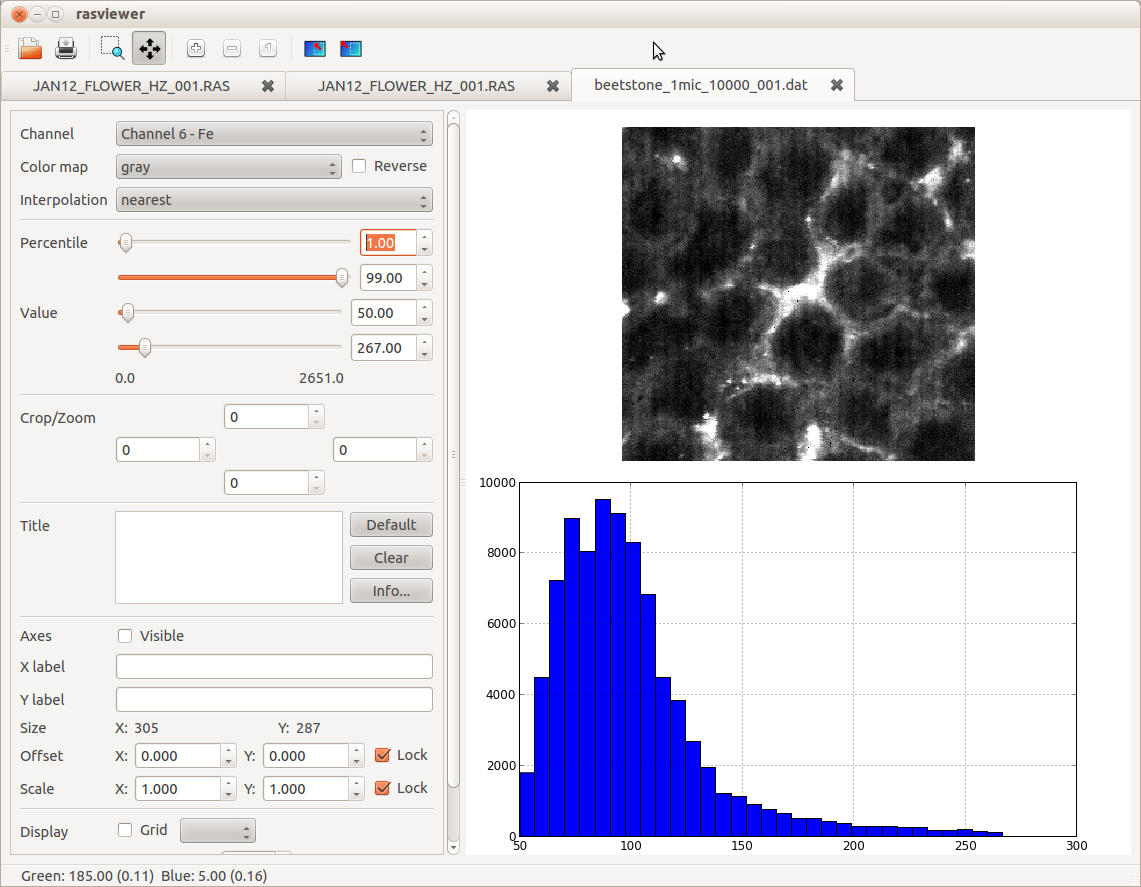 rasviewer
JAN12_FLOWER_HZ_001.RAS
JAN12_FLOWER_HZ_001.RAS
beetstone_1mic_10000_001.dat
Channel
Channel 6 - Fe
Color map
gray
Reverse
Interpolation
nearest
Percentile
1.00
99.00
Value
50.00
267.00
0.0 2651.0
Crop/Zoom
0
0 0
0
Title
Default
Clear
Info...
Axes
Visible
X label
Y label
Size X: 305 Y: 287
Offset X: 0.000 Y: 0.000 Lock
Scale X: 1.000 Y: 1.000 Lock
Display
Grid
10000
8000
6000
4000
2000
0
50 100 150 200 250 300
Green: 185.00 (0.11) Blue: 5.00 (0.16)